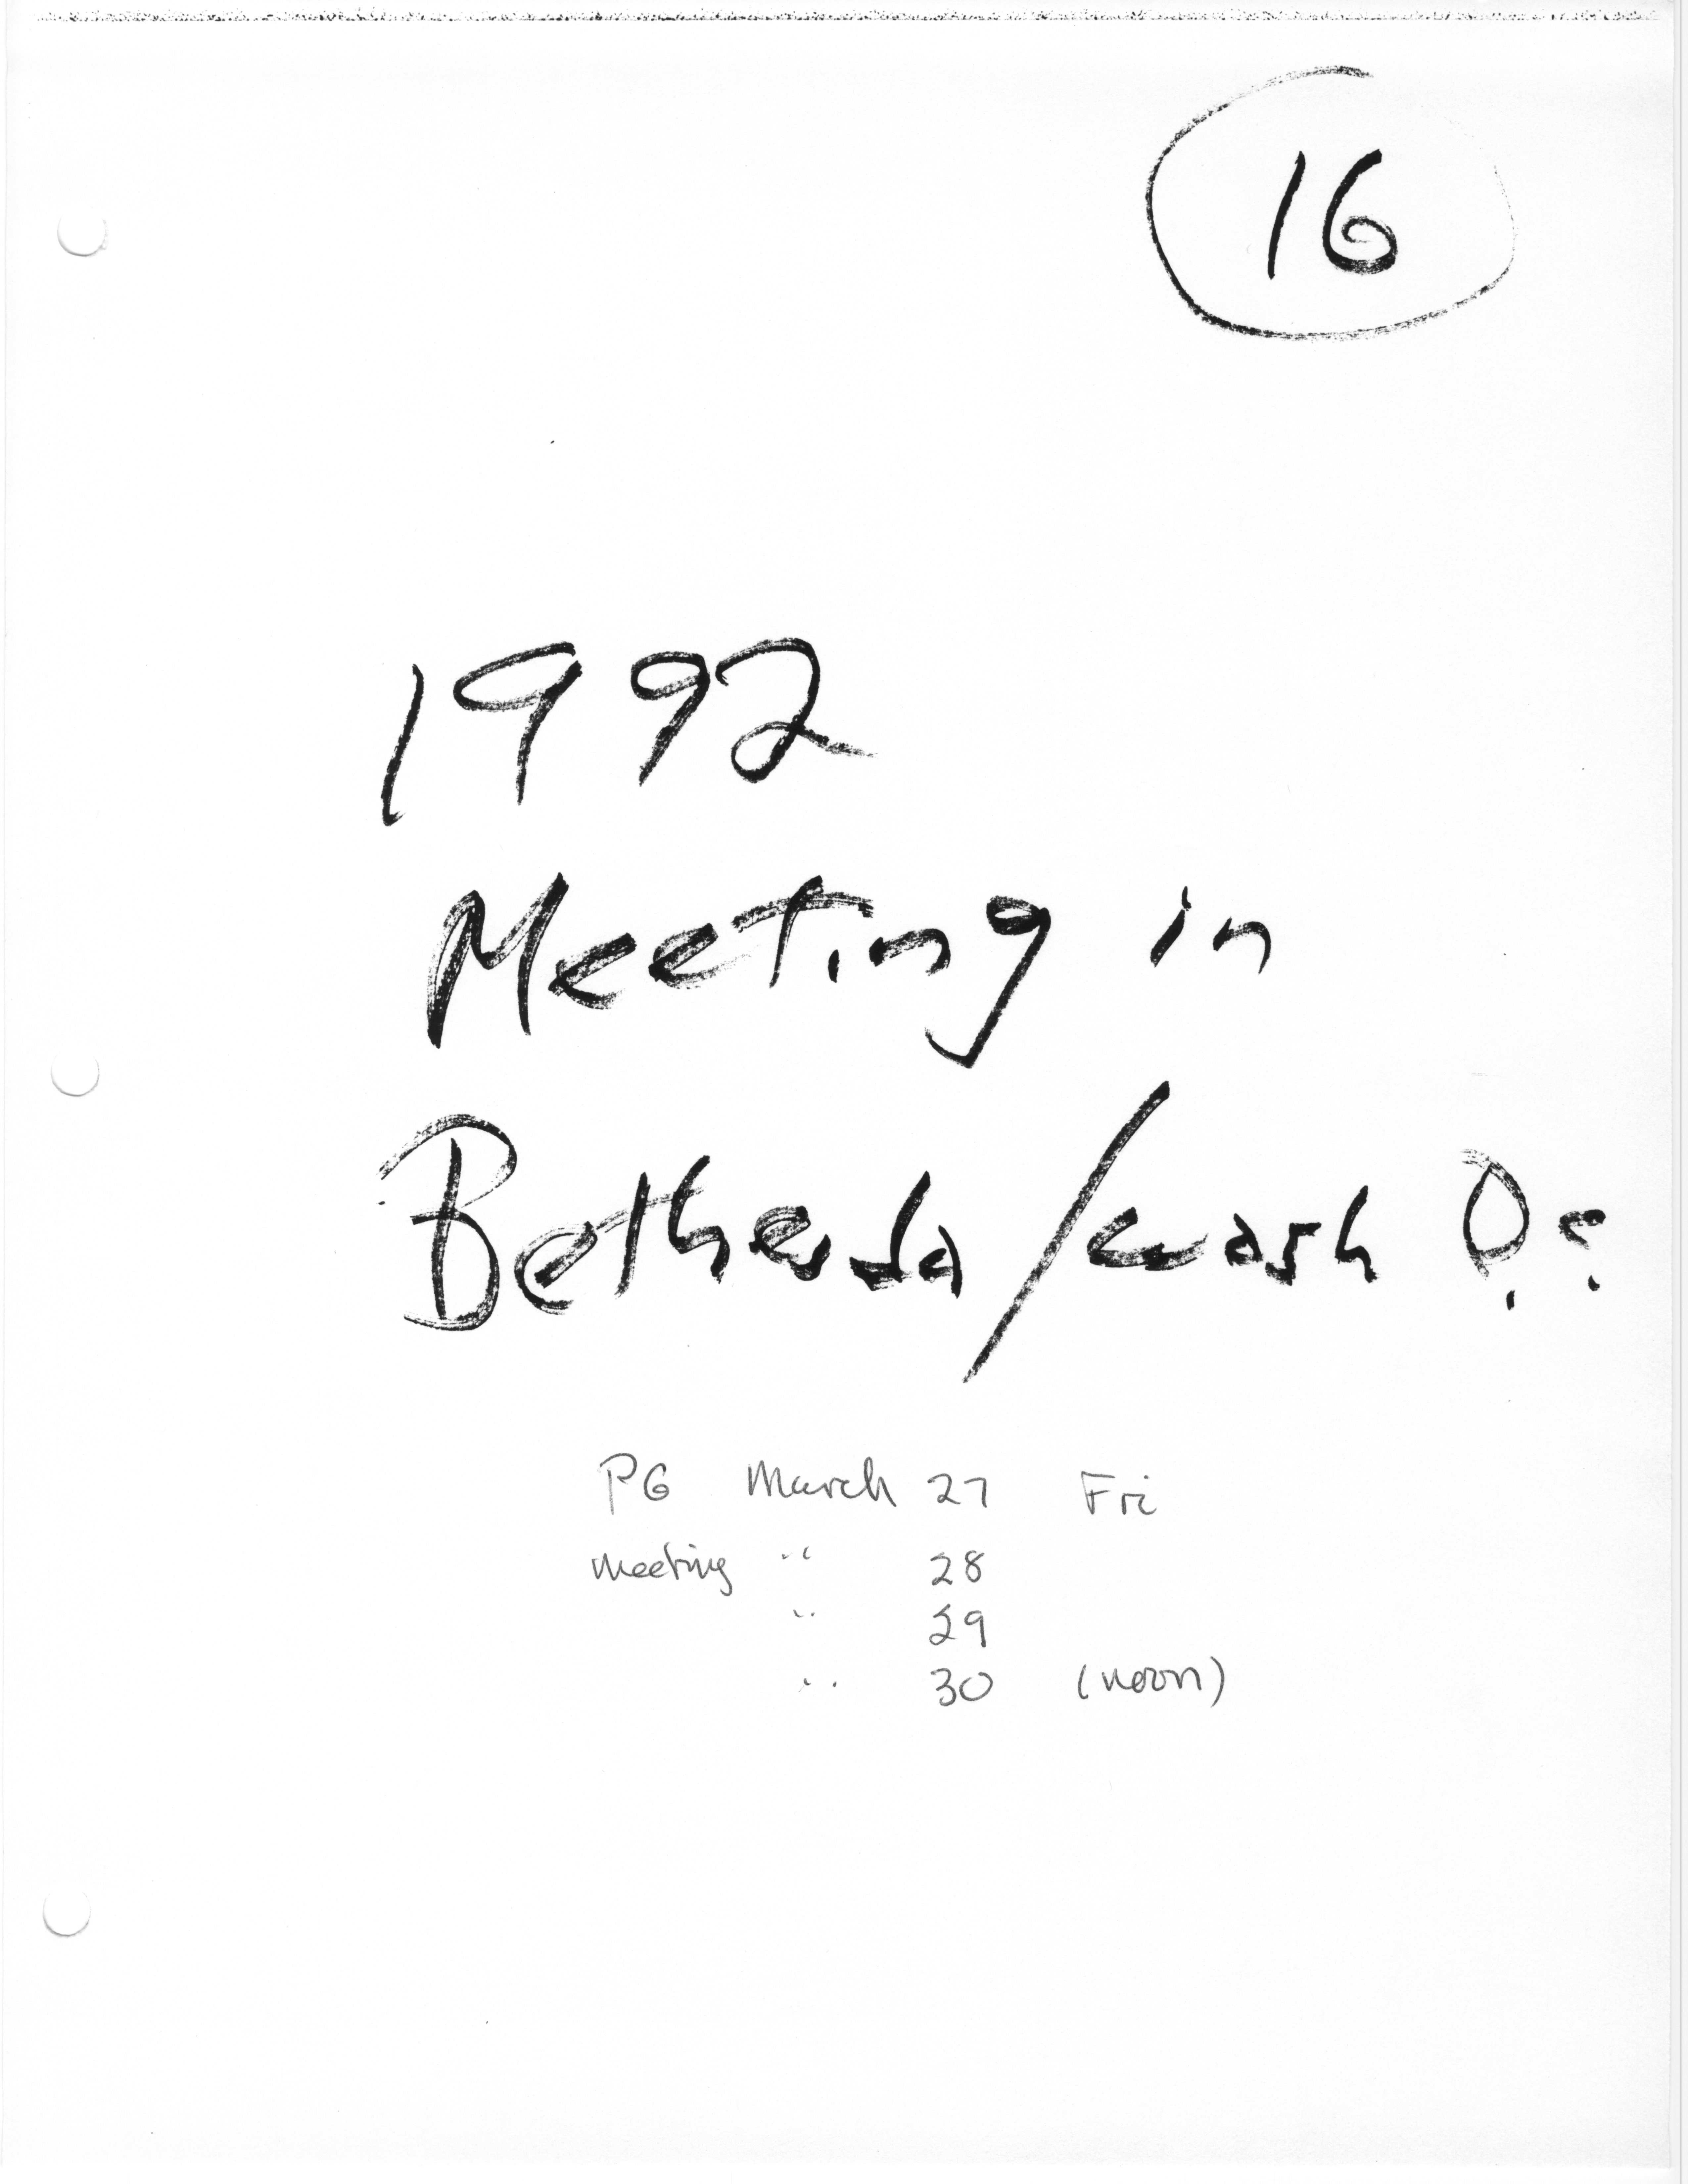 16
1992
Meeting in
Bethesda/wash D.C.
PG March 27 Fri
meeting " 28
" 29
" 30 (noon)